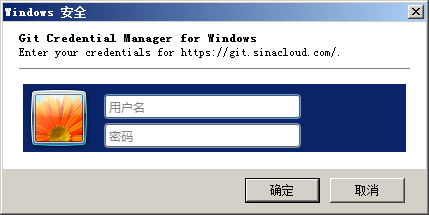 Windows 安全
Git Credential Manager for Windows
Enter your credentials for https://git.sinacloud.com/.
用户名
密码
确定
取消